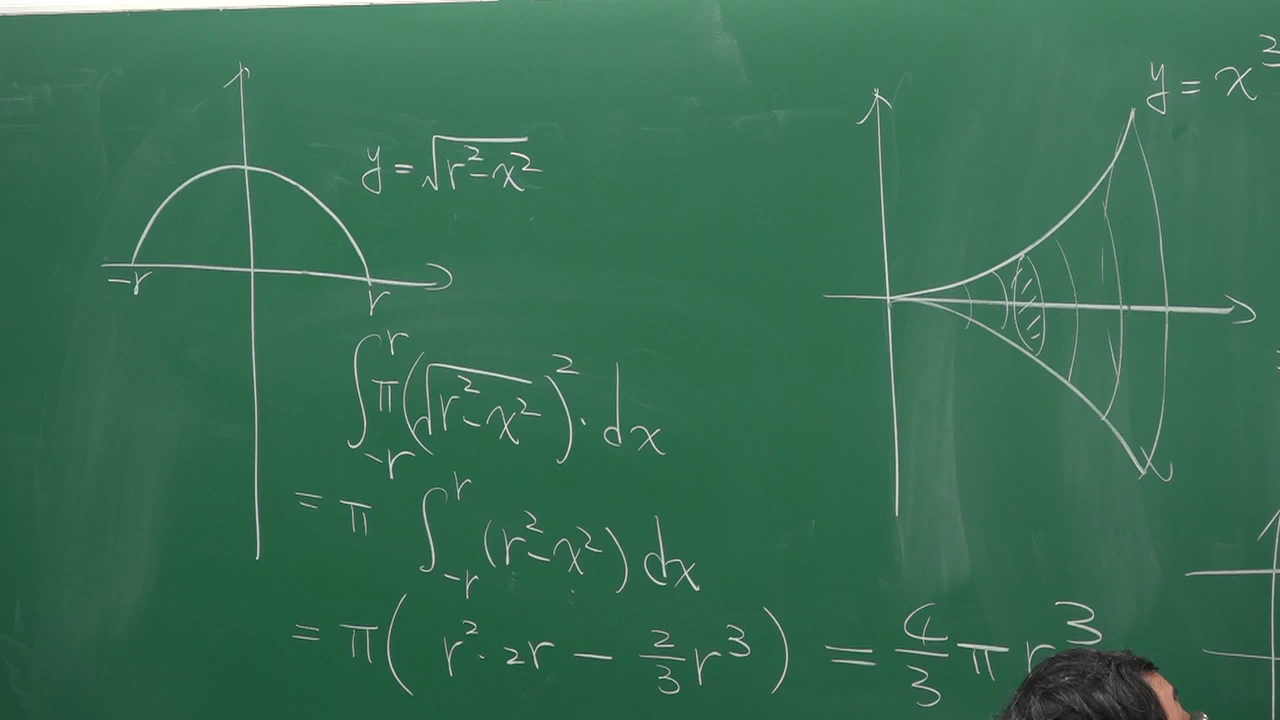 y = √(r² - x²)
-r
r
∫_{-r}^{r} π(√(r² - x²))² · dx
= π ∫_{-r}^{r} (r² - x²) dx
= π( r² · 2r - 2/3 r³ ) = 4/3 π r³
y = x³